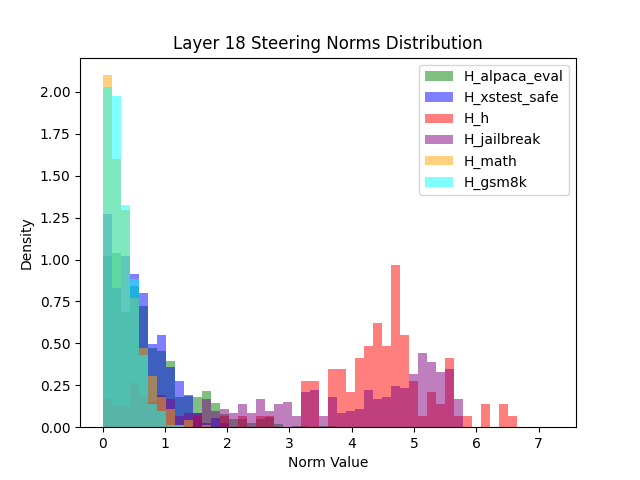 Layer 18 Steering Norms Distribution
H_alpaca_eval
H_xstest_safe
H_h
H_jailbreak
H_math
H_gsm8k
Density
2.00
1.75
1.50
1.25
1.00
0.75
0.50
0.25
0.00
0 1 2 3 4 5 6 7
Norm Value